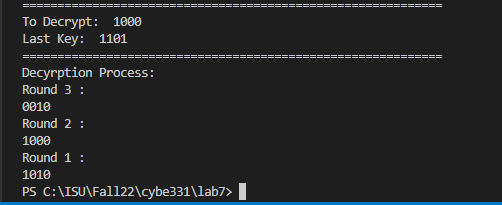 ============================================================
To Decrypt:  1000
Last Key:  1101
============================================================
Decyrption Process:
Round 3 :
0010
Round 2 :
1000
Round 1 :
1010
PS C:\ISU\Fall22\cybe331\lab7>